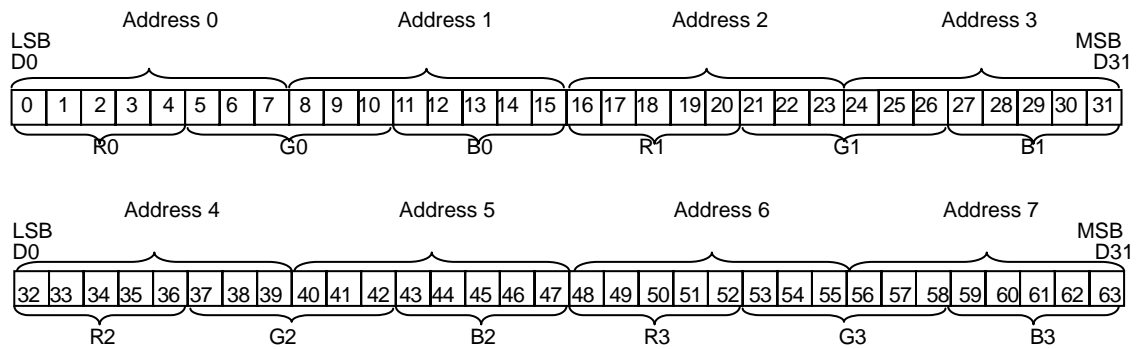 Address 0 Address 1 Address 2 Address 3
LSB MSB
D0 D31
0 1 2 3 4 5 6 7 8 9 10 11 12 13 14 15 16 17 18 19 20 21 22 23 24 25 26 27 28 29 30 31
R0 G0 B0 R1 G1 B1
Address 4 Address 5 Address 6 Address 7
LSB MSB
D0 D31
32 33 34 35 36 37 38 39 40 41 42 43 44 45 46 47 48 49 50 51 52 53 54 55 56 57 58 59 60 61 62 63
R2 G2 B2 R3 G3 B3